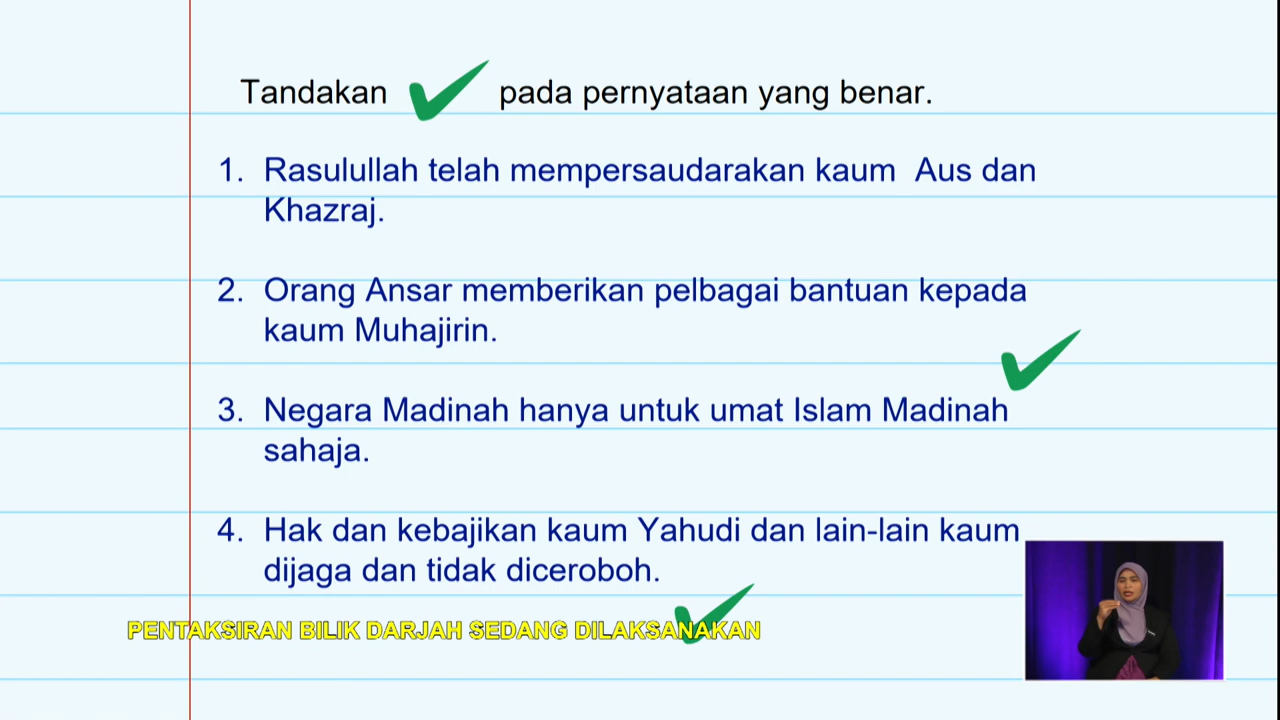 Tandakan pada pernyataan yang benar.
1. Rasulullah telah mempersaudarakan kaum Aus dan
Khazraj.
2. Orang Ansar memberikan pelbagai bantuan kepada
kaum Muhajirin.
3. Negara Madinah hanya untuk umat Islam Madinah
sahaja.
4. Hak dan kebajikan kaum Yahudi dan lain-lain kaum
dijaga dan tidak diceroboh.
PENTAKSIRAN BILIK DARJAH SEDANG DILAKSANAKAN